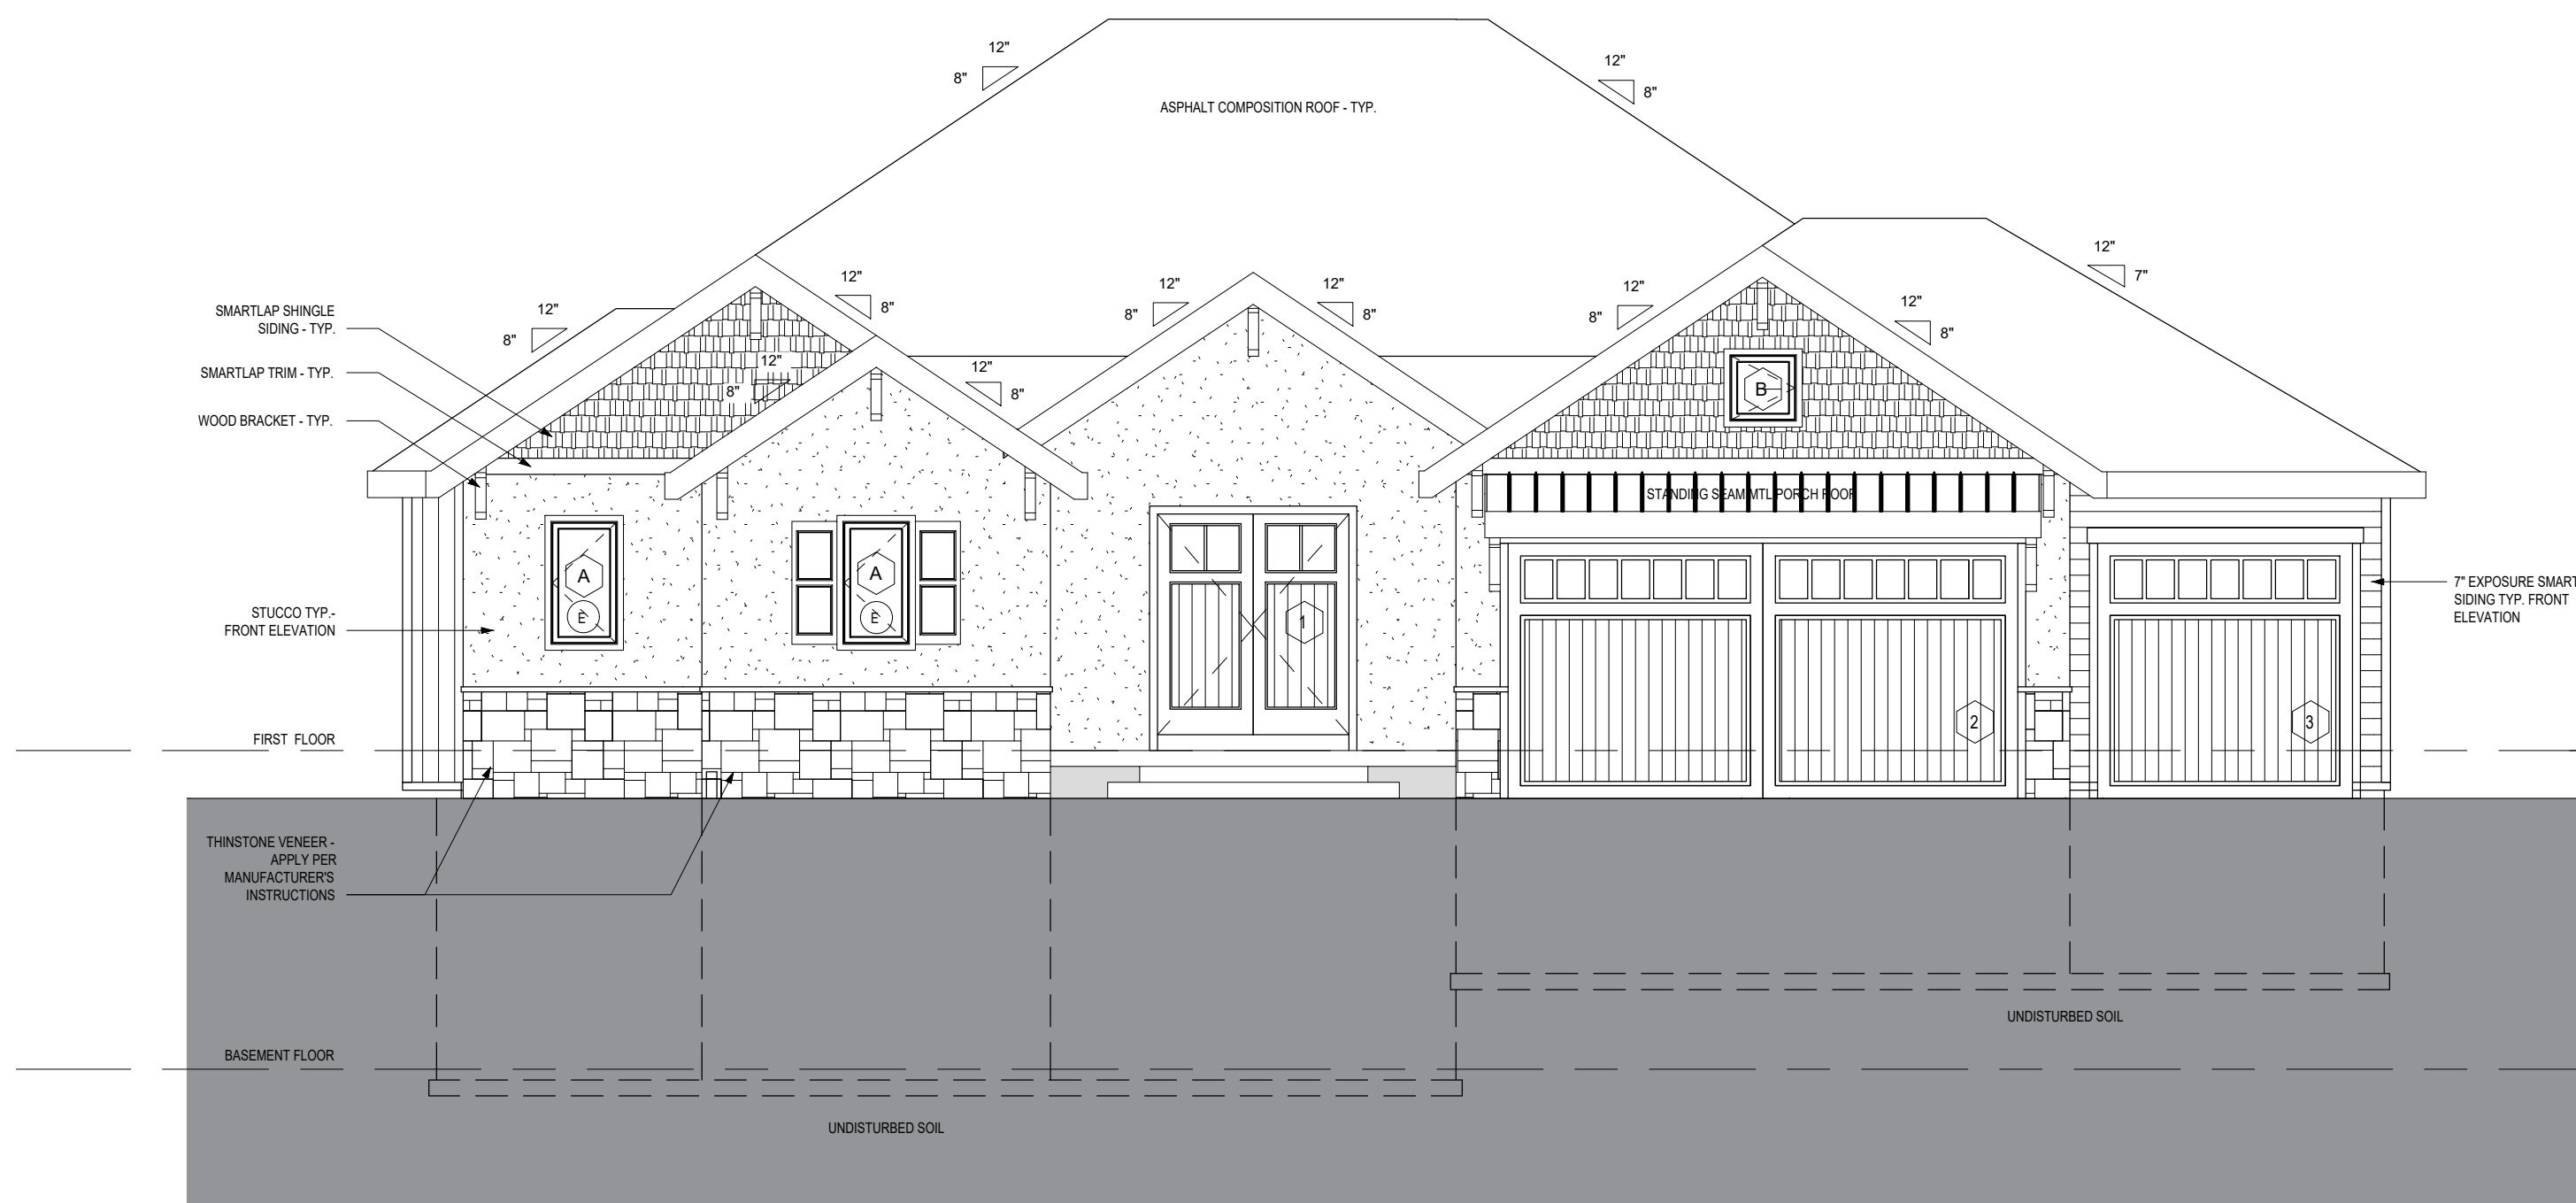 12"
8"
12"
8"
ASPHALT COMPOSITION ROOF - TYP.
12"
7"
12"
8"
12"
8"
12"
8"
12"
8"
12"
8"
12"
8"
SMARTLAP SHINGLE
SIDING - TYP.
12"
8"
12"
8"
SMARTLAP TRIM - TYP.
B
WOOD BRACKET - TYP.
STANDING SEAM MTL PORCH ROOF
A
E
A
E
1
7" EXPOSURE SMART
SIDING TYP. FRONT
ELEVATION
STUCCO TYP.-
FRONT ELEVATION
2
3
FIRST FLOOR
THINSTONE VENEER -
APPLY PER
MANUFACTURER'S
INSTRUCTIONS
UNDISTURBED SOIL
BASEMENT FLOOR
UNDISTURBED SOIL